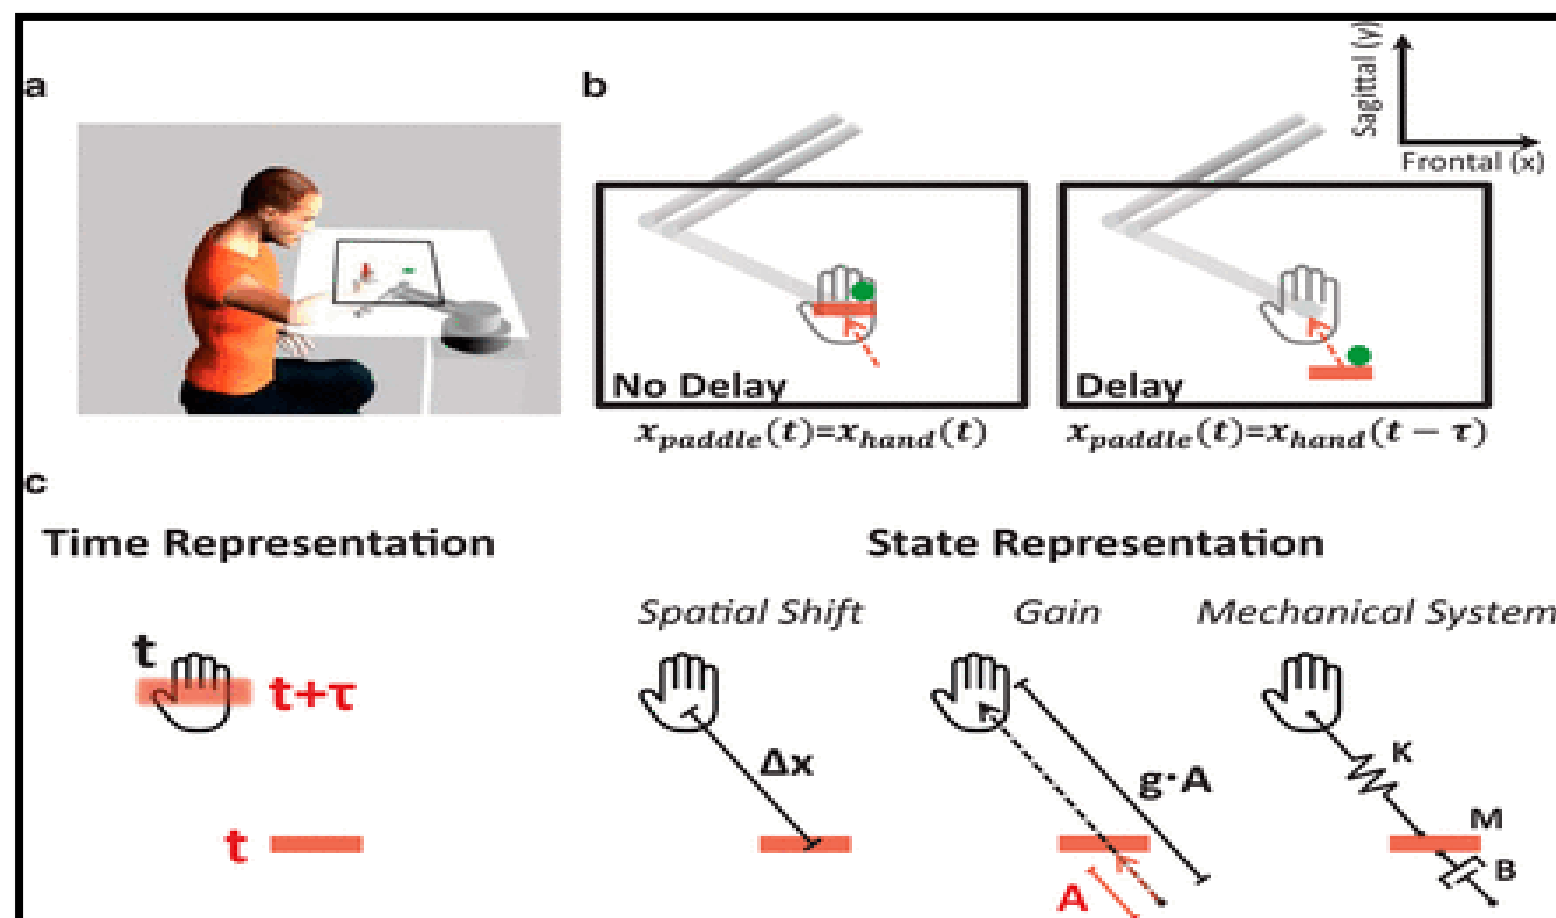 a
b
Sagittal (y)
Frontal (x)
No Delay
Delay
x_paddle(t)=x_hand(t)
x_paddle(t)=x_hand(t − τ)
c
Time Representation
State Representation
Spatial Shift
Gain
Mechanical System
t
t+τ
t
Δx
g·A
A
K
M
B